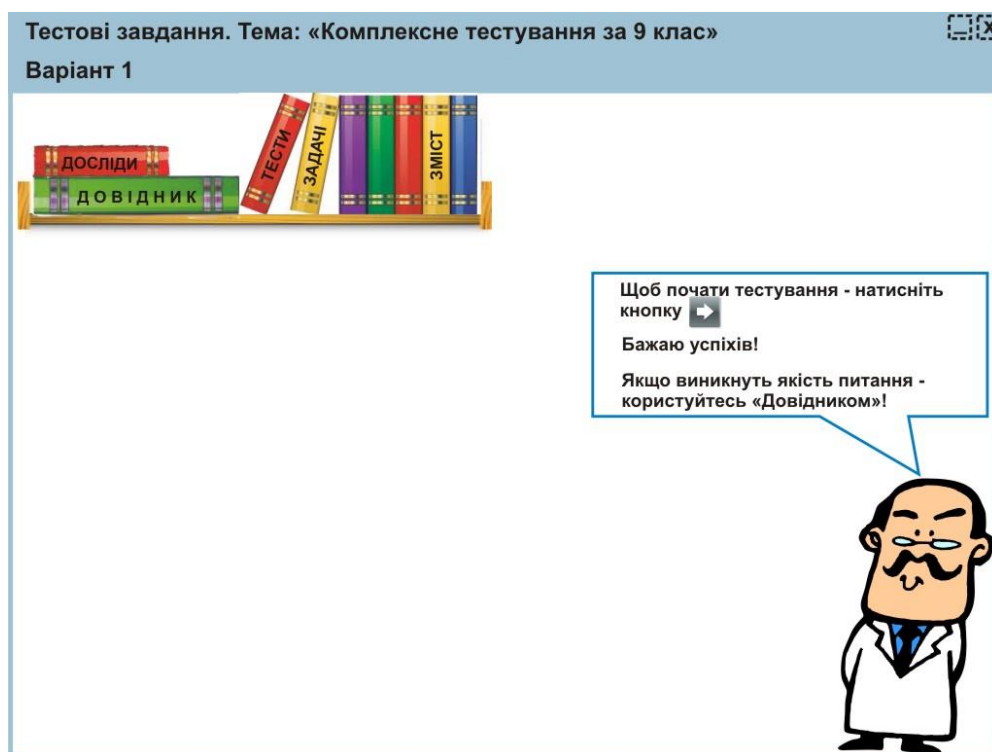 Тестові завдання. Тема: «Комплексне тестування за 9 клас»
Варіант 1
ДОСЛІДИ
ДОВІДНИК
ТЕСТИ
ЗАДАЧІ
ЗМІСТ
Щоб почати тестування - натисніть
кнопку
Бажаю успіхів!
Якщо виникнуть якість питання -
користуйтесь «Довідником»!